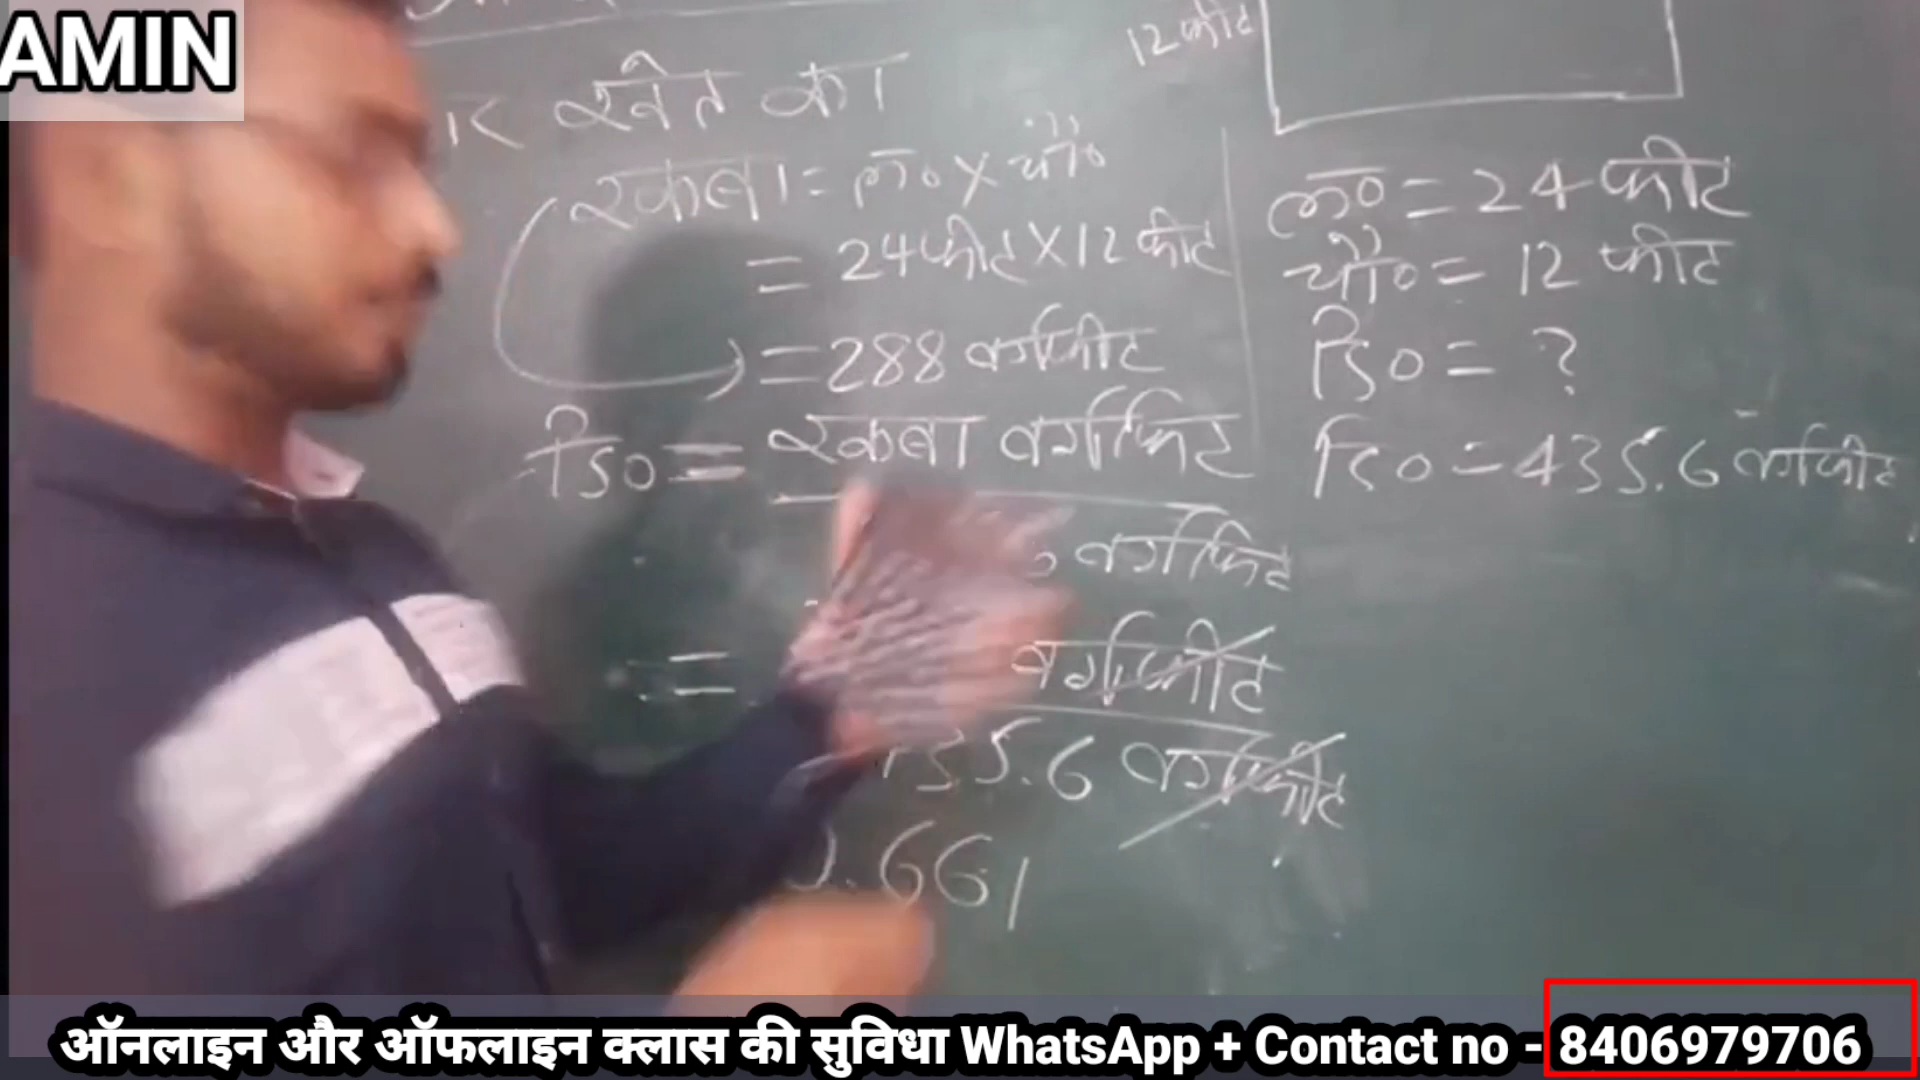 AMIN
12 फीट
र खेत का
रकबा = ल० X चौ०
= 24 फीट X 12 फीट
= 288 वर्गफीट
डि० = रकबा वर्गफिट
वर्गफिट
= वर्गफीट
435.6 वर्गफीट
0.661
ल० = 24 फीट
चौ० = 12 फीट
डि० = ?
डि० = 435.6 वर्गफीट
ऑनलाइन और ऑफलाइन क्लास की सुविधा WhatsApp + Contact no - 8406979706